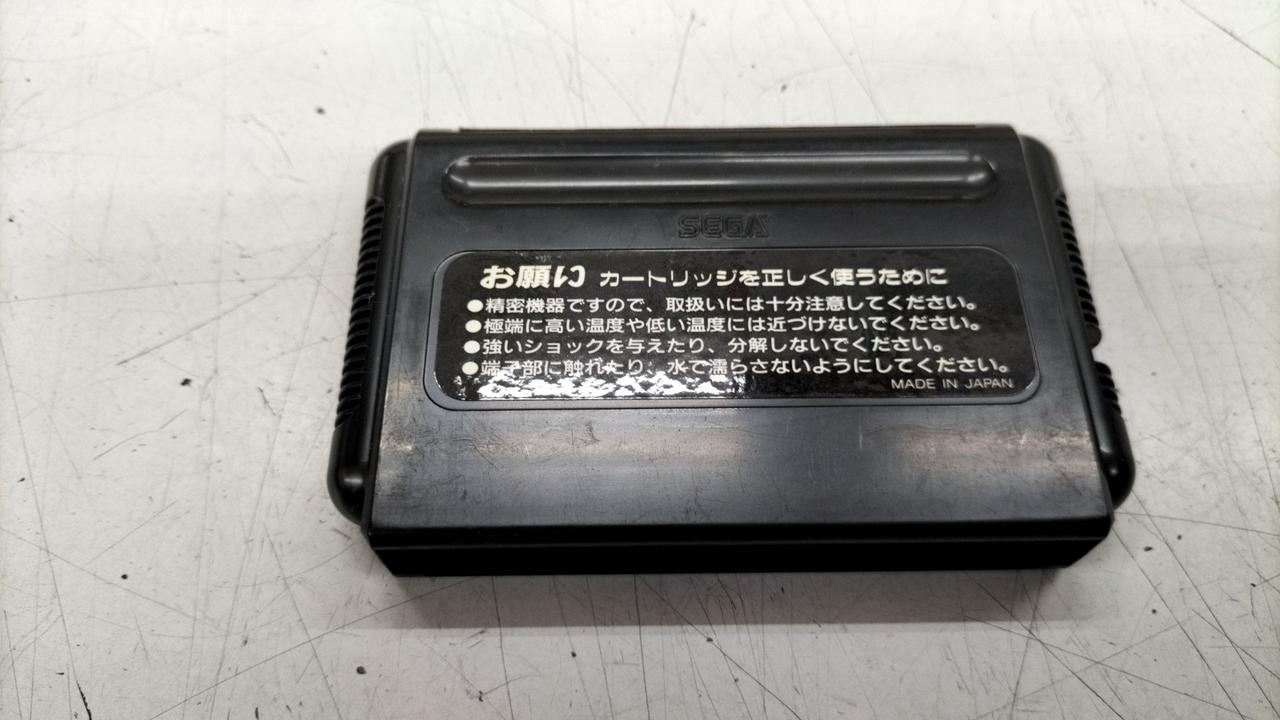 SEGA
お願い カートリッジを正しく使うために
●精密機器ですので、取扱いには十分注意してください。
●極端に高い温度や低い温度には近づけないでください。
●強いショックを与えたり、分解しないでください。
●端子部に触れたり、水で濡らさないようにしてください。
MADE IN JAPAN